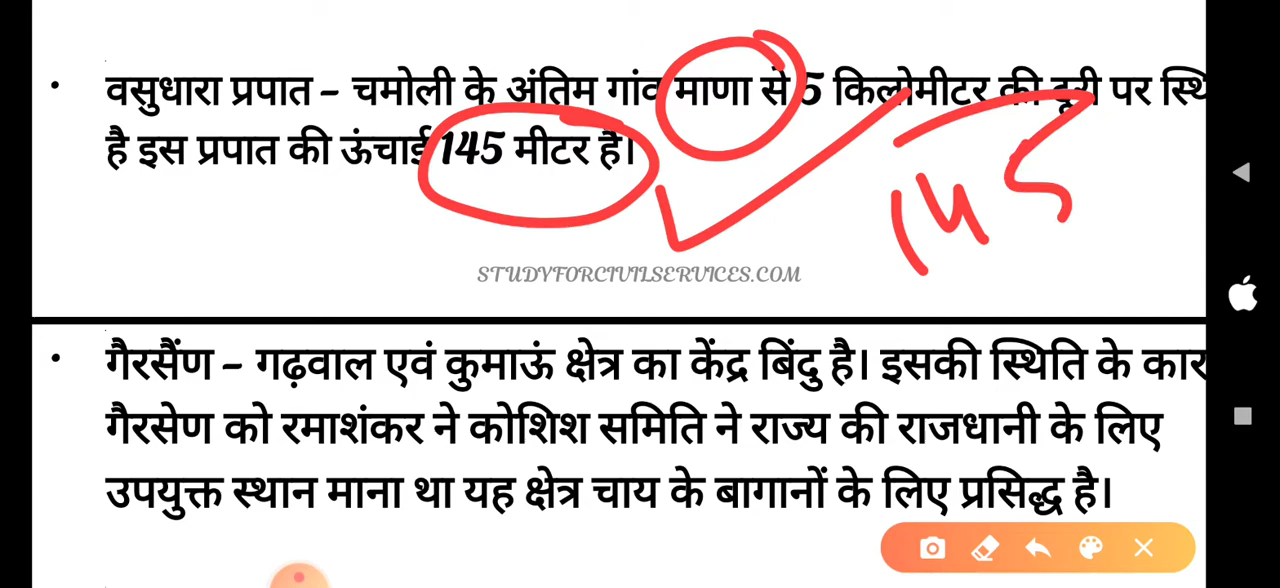 वसुधारा प्रपात – चमोली के अंतिम गांव माणा से 5 किलोमीटर की दूरी पर स्थि
है इस प्रपात की ऊंचाई 145 मीटर है।
145
STUDYFORCIVILSERVICES.COM
गैरसैंण – गढ़वाल एवं कुमाऊं क्षेत्र का केंद्र बिंदु है। इसकी स्थिति के कार
गैरसेण को रमाशंकर ने कोशिश समिति ने राज्य की राजधानी के लिए
उपयुक्त स्थान माना था यह क्षेत्र चाय के बागानों के लिए प्रसिद्ध है।